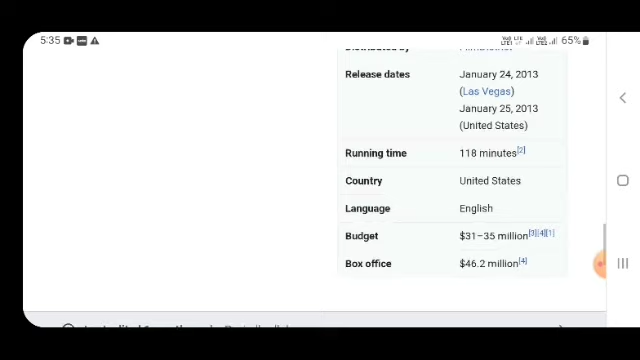 5:35
65%
Release dates January 24, 2013
(Las Vegas)
January 25, 2013
(United States)
Running time 118 minutes[2]
Country United States
Language English
Budget $31–35 million[3][4][1]
Box office $46.2 million[4]